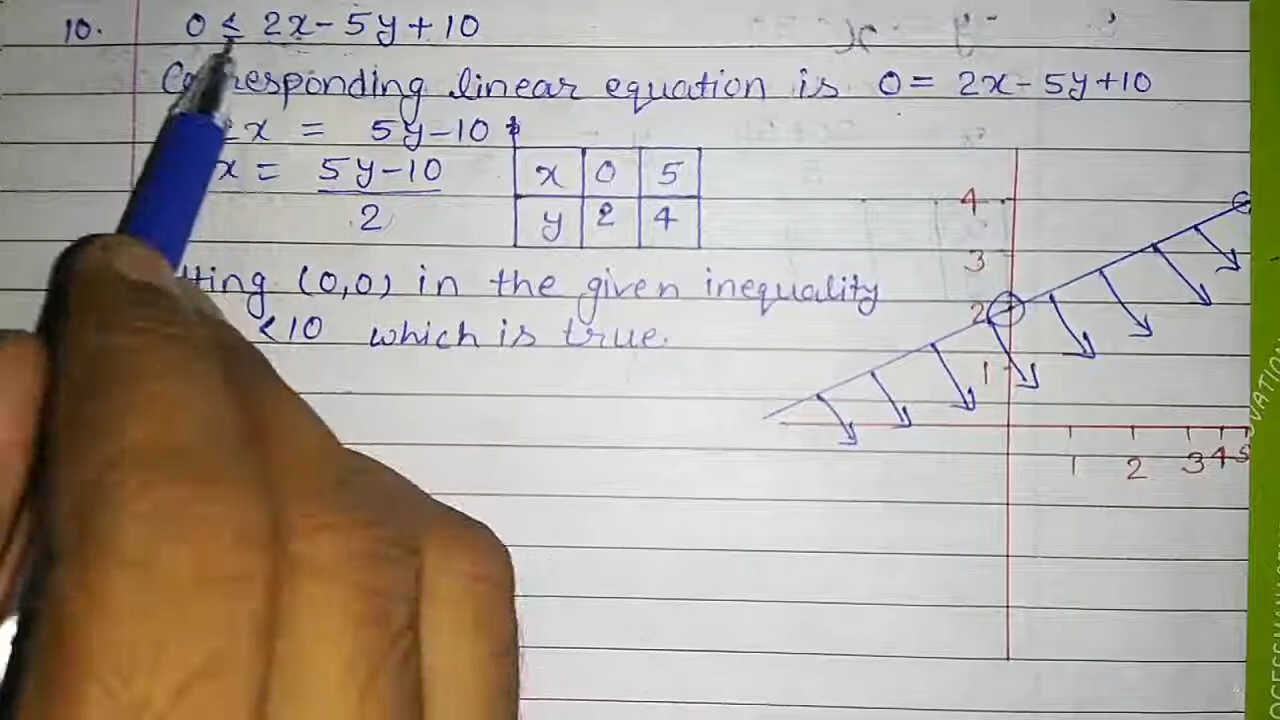 10. 0 ≤ 2x - 5y + 10
Corresponding linear equation is 0 = 2x - 5y + 10
2x = 5y - 10
x = 5y - 10
2
x 0 5
y 2 4
(0,0) in the given inequality
<10 which is true.
4
3
2
1
1 2 3 4 5